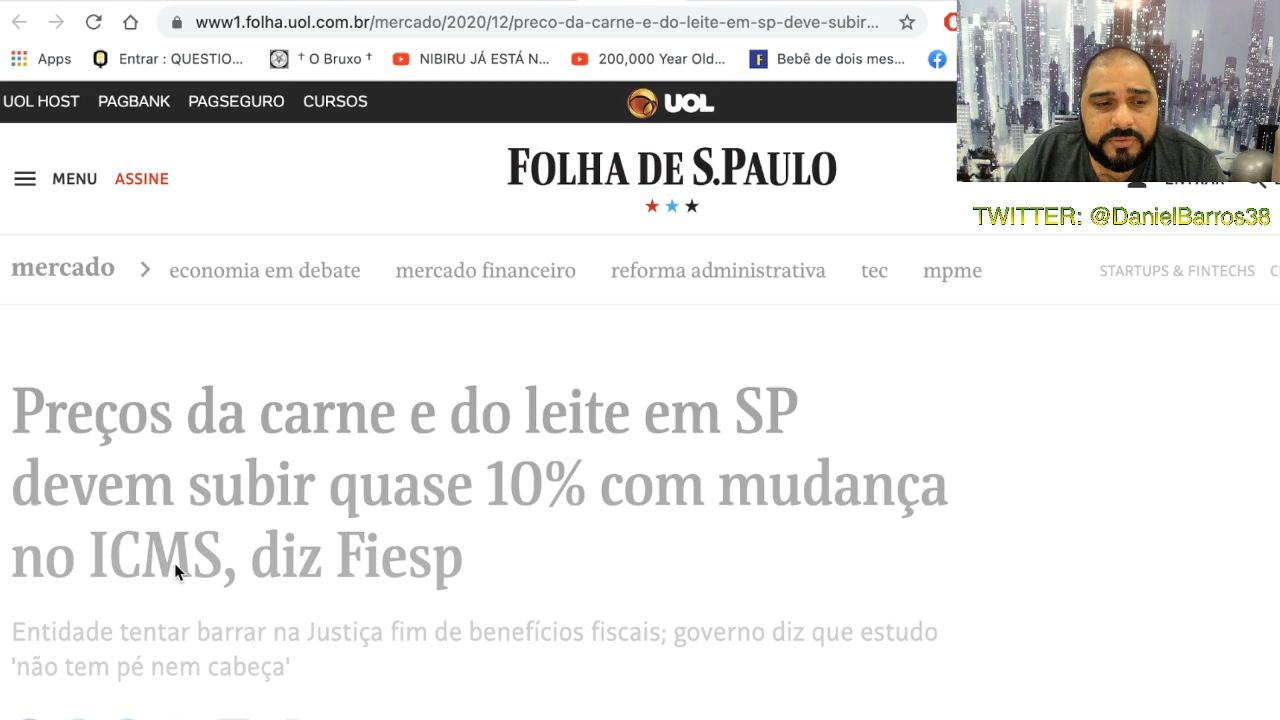 www1.folha.uol.com.br/mercado/2020/12/preco-da-carne-e-do-leite-em-sp-deve-subir...
Apps Entrar : QUESTIO... † O Bruxo † NIBIRU JÁ ESTÁ N... 200,000 Year Old... Bebê de dois mes...
UOL HOST PAGBANK PAGSEGURO CURSOS UOL
MENU ASSINE FOLHA DE S.PAULO ENTRAR
TWITTER: @DanielBarros38
mercado economia em debate mercado financeiro reforma administrativa tec mpme STARTUPS & FINTECHS
Preços da carne e do leite em SP
devem subir quase 10% com mudança
no ICMS, diz Fiesp
Entidade tentar barrar na Justiça fim de benefícios fiscais; governo diz que estudo
'não tem pé nem cabeça'